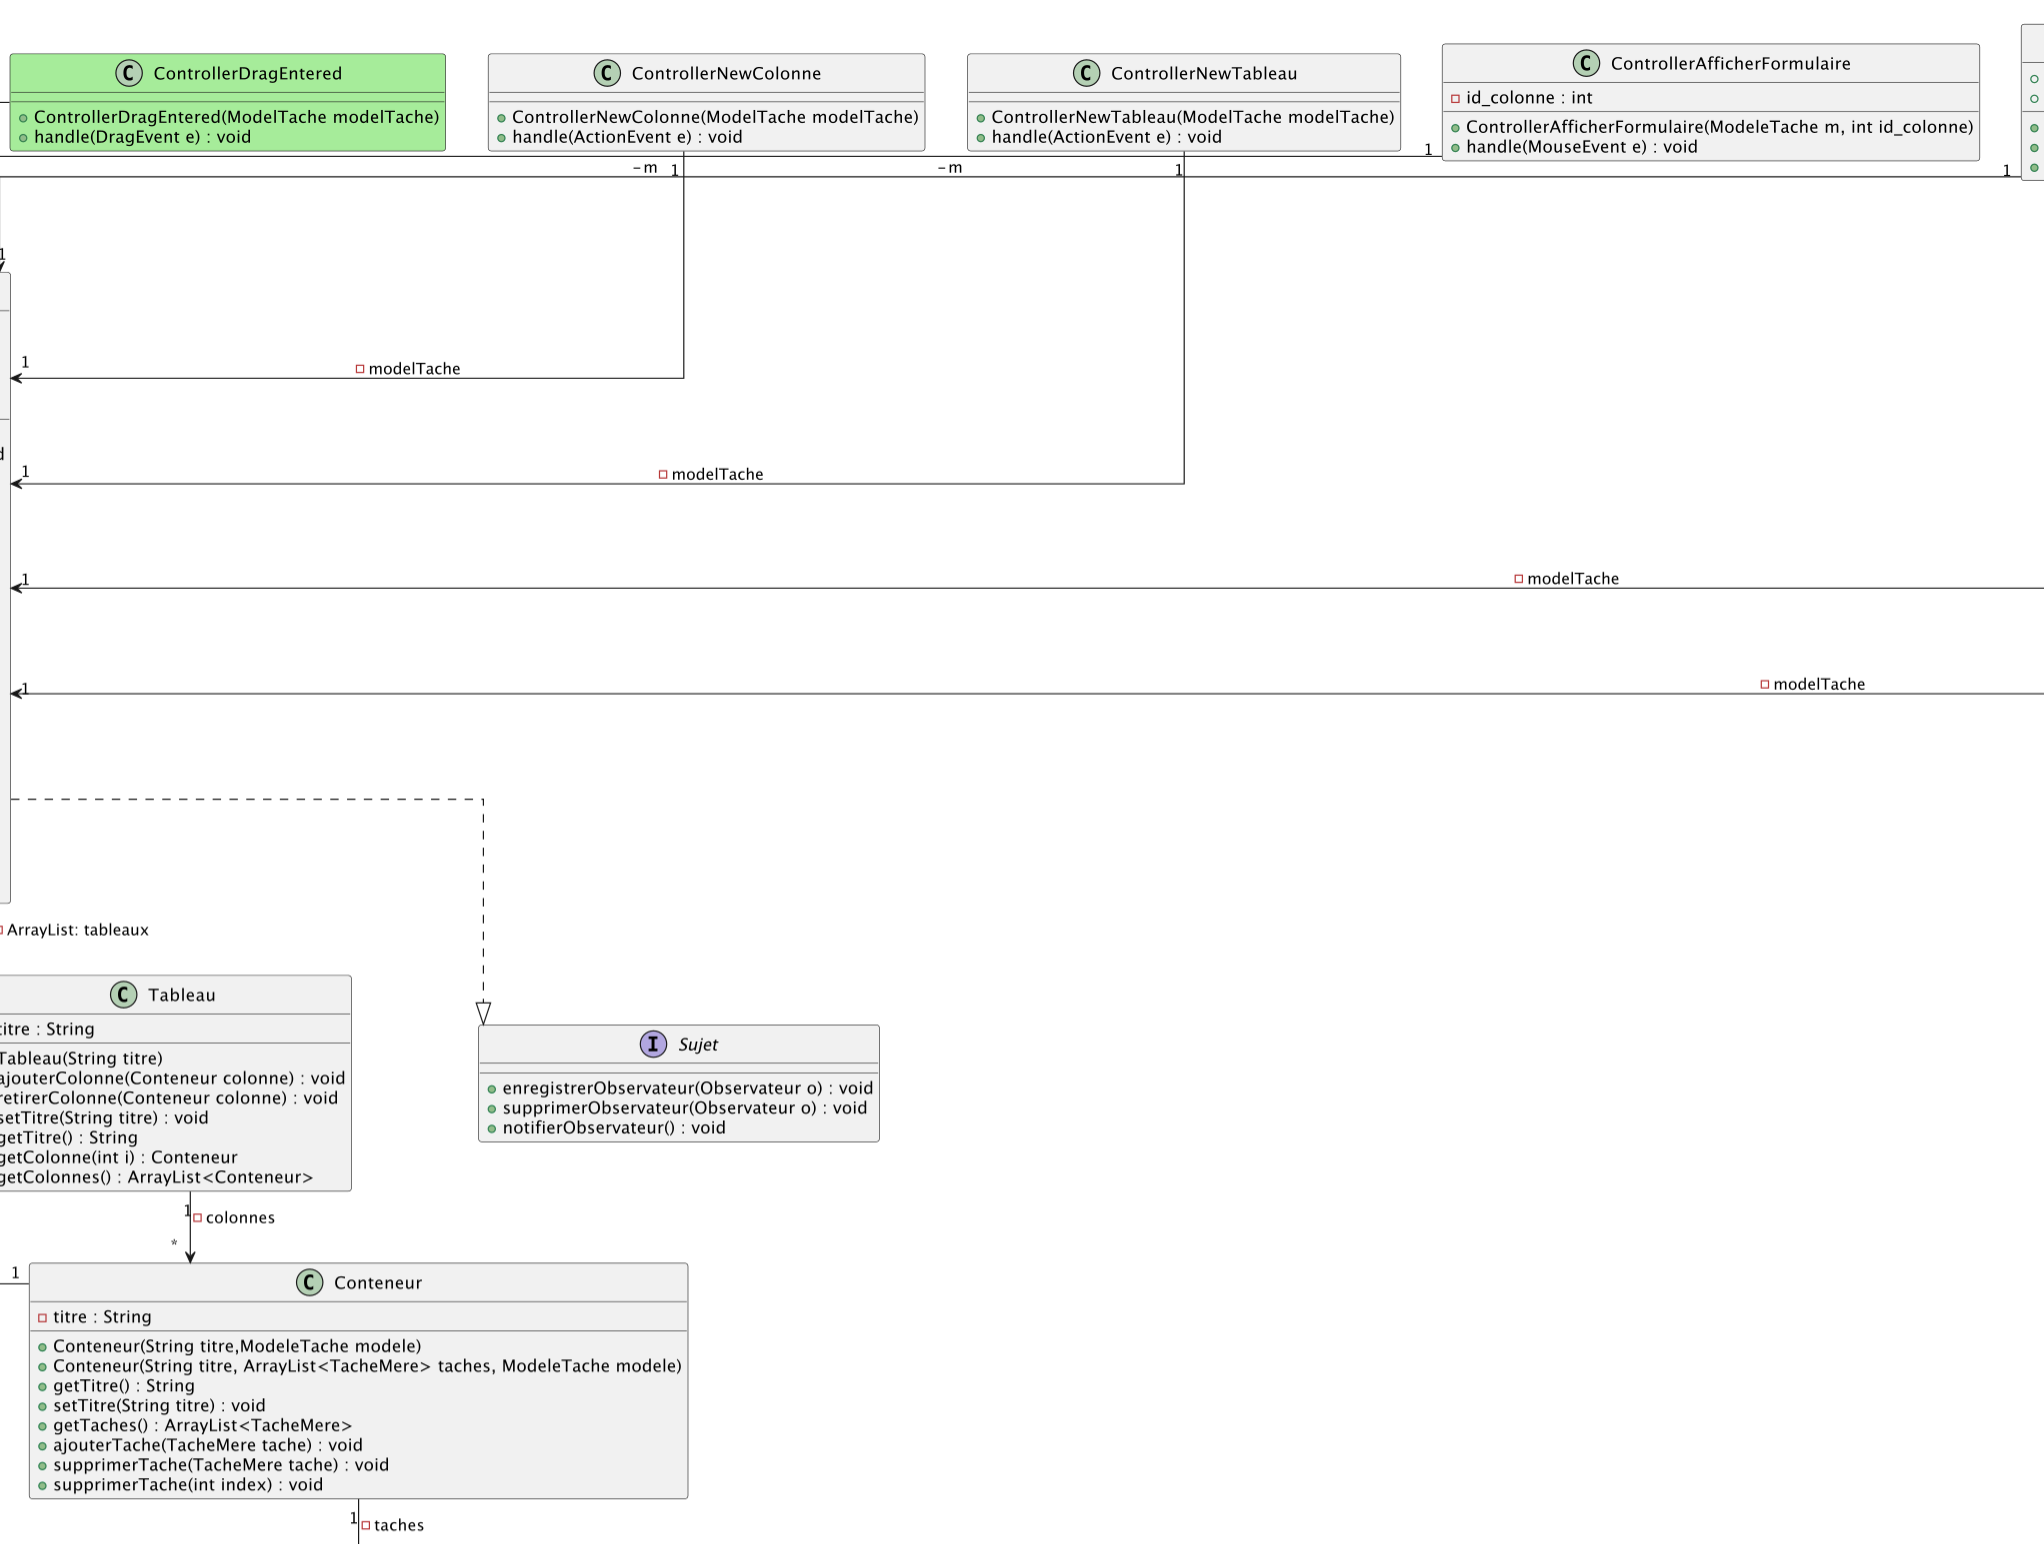 C ControllerDragEntered
ControllerDragEntered(ModelTache modelTache)
handle(DragEvent e) : void
C ControllerNewColonne
ControllerNewColonne(ModelTache modelTache)
handle(ActionEvent e) : void
C ControllerNewTableau
ControllerNewTableau(ModelTache modelTache)
handle(ActionEvent e) : void
C ControllerAfficherFormulaire
id_colonne : int
ControllerAfficherFormulaire(ModeleTache m, int id_colonne)
handle(MouseEvent e) : void
1
-m 1
-m 1
1
1
1 modelTache
d
1 modelTache
1 modelTache
1 modelTache
ArrayList: tableaux
C Tableau
titre : String
Tableau(String titre)
ajouterColonne(Conteneur colonne) : void
retirerColonne(Conteneur colonne) : void
setTitre(String titre) : void
getTitre() : String
getColonne(int i) : Conteneur
getColonnes() : ArrayList<Conteneur>
I Sujet
enregistrerObservateur(Observateur o) : void
supprimerObservateur(Observateur o) : void
notifierObservateur() : void
1 colonnes
*
1
C Conteneur
titre : String
Conteneur(String titre,ModeleTache modele)
Conteneur(String titre, ArrayList<TacheMere> taches, ModeleTache modele)
getTitre() : String
setTitre(String titre) : void
getTaches() : ArrayList<TacheMere>
ajouterTache(TacheMere tache) : void
supprimerTache(TacheMere tache) : void
supprimerTache(int index) : void
1 taches